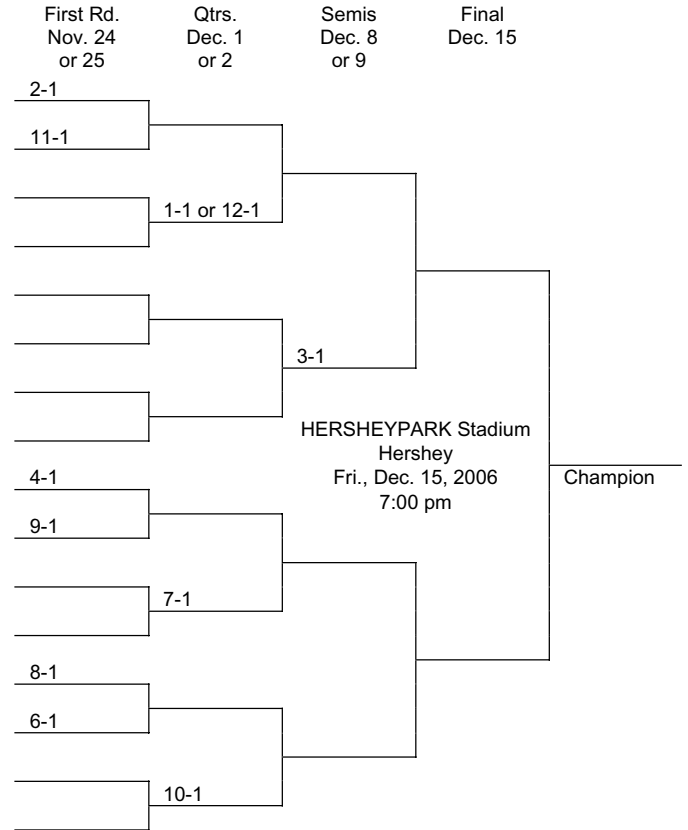 First Rd. Qtrs. Semis Final
Nov. 24 Dec. 1 Dec. 8 Dec. 15
or 25 or 2 or 9
2-1
11-1
1-1 or 12-1
3-1
HERSHEYPARK Stadium
Hershey
Fri., Dec. 15, 2006
7:00 pm
Champion
4-1
9-1
7-1
8-1
6-1
10-1